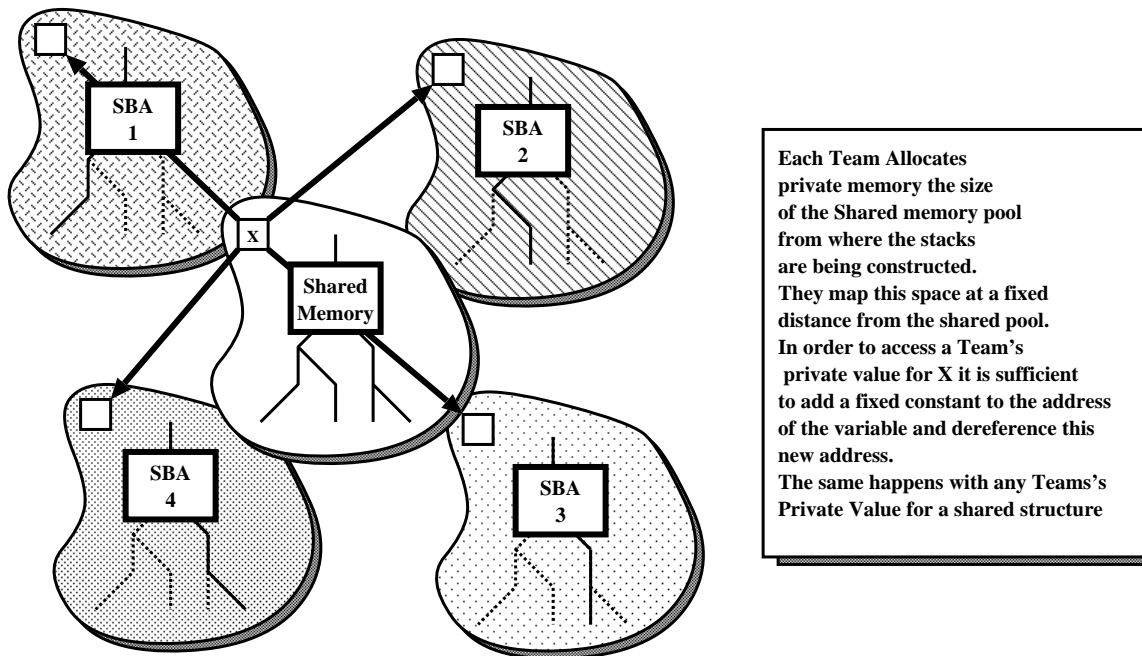 SBA
1
SBA
2
X
Shared
Memory
SBA
4
SBA
3
Each Team Allocates
private memory the size
of the Shared memory pool
from where the stacks
are being constructed.
They map this space at a fixed
distance from the shared pool.
In order to access a Team's
private value for X it is sufficient
to add a fixed constant to the address
of the variable and dereference this
new address.
The same happens with any Teams's
Private Value for a shared structure